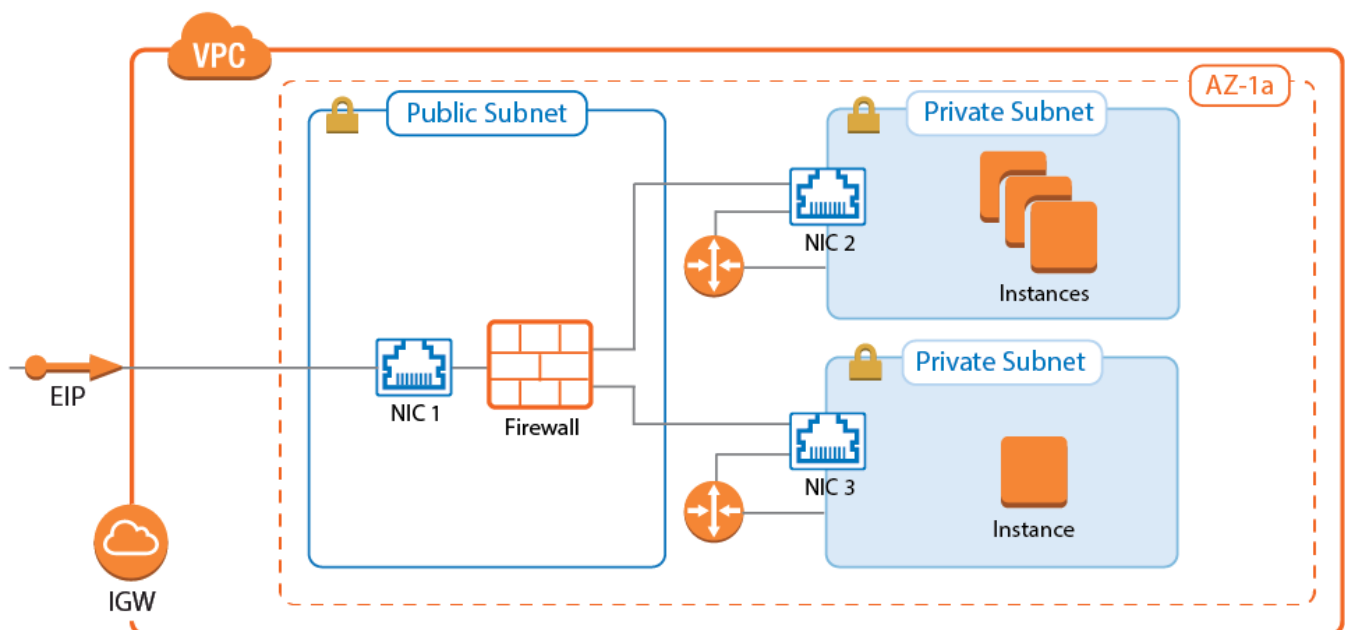 VPC
AZ-1a
Public Subnet
Private Subnet
NIC 2
Instances
EIP
NIC 1
Firewall
Private Subnet
NIC 3
Instance
IGW